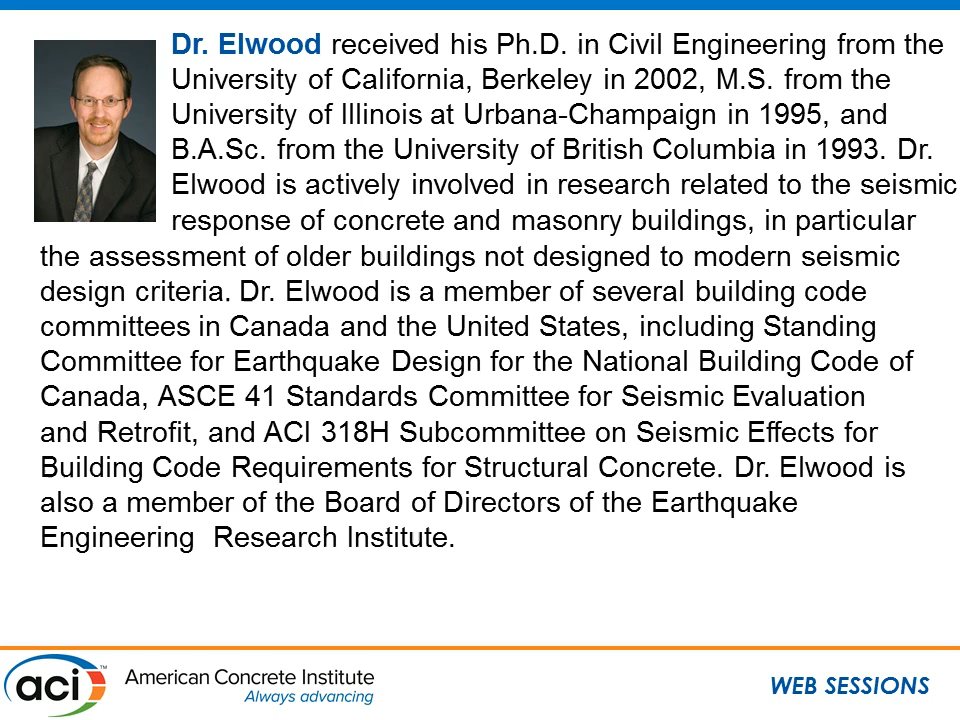 Dr. Elwood received his Ph.D. in Civil Engineering from the
University of California, Berkeley in 2002, M.S. from the
University of Illinois at Urbana-Champaign in 1995, and
B.A.Sc. from the University of British Columbia in 1993. Dr.
Elwood is actively involved in research related to the seismic
response of concrete and masonry buildings, in particular
the assessment of older buildings not designed to modern seismic
design criteria. Dr. Elwood is a member of several building code
committees in Canada and the United States, including Standing
Committee for Earthquake Design for the National Building Code of
Canada, ASCE 41 Standards Committee for Seismic Evaluation
and Retrofit, and ACI 318H Subcommittee on Seismic Effects for
Building Code Requirements for Structural Concrete. Dr. Elwood is
also a member of the Board of Directors of the Earthquake
Engineering  Research Institute.
aci™
American Concrete Institute
Always advancing
WEB SESSIONS